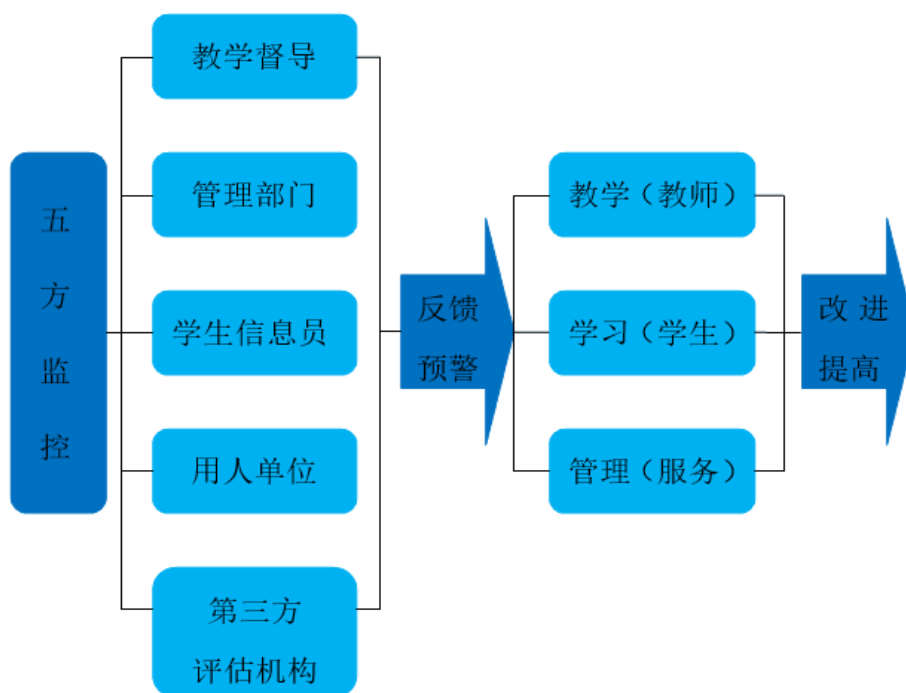 五
方
监
控
教学督导
管理部门
学生信息员
用人单位
第三方
评估机构
反馈
预警
教学（教师）
学习（学生）
管理（服务）
改 进
提高